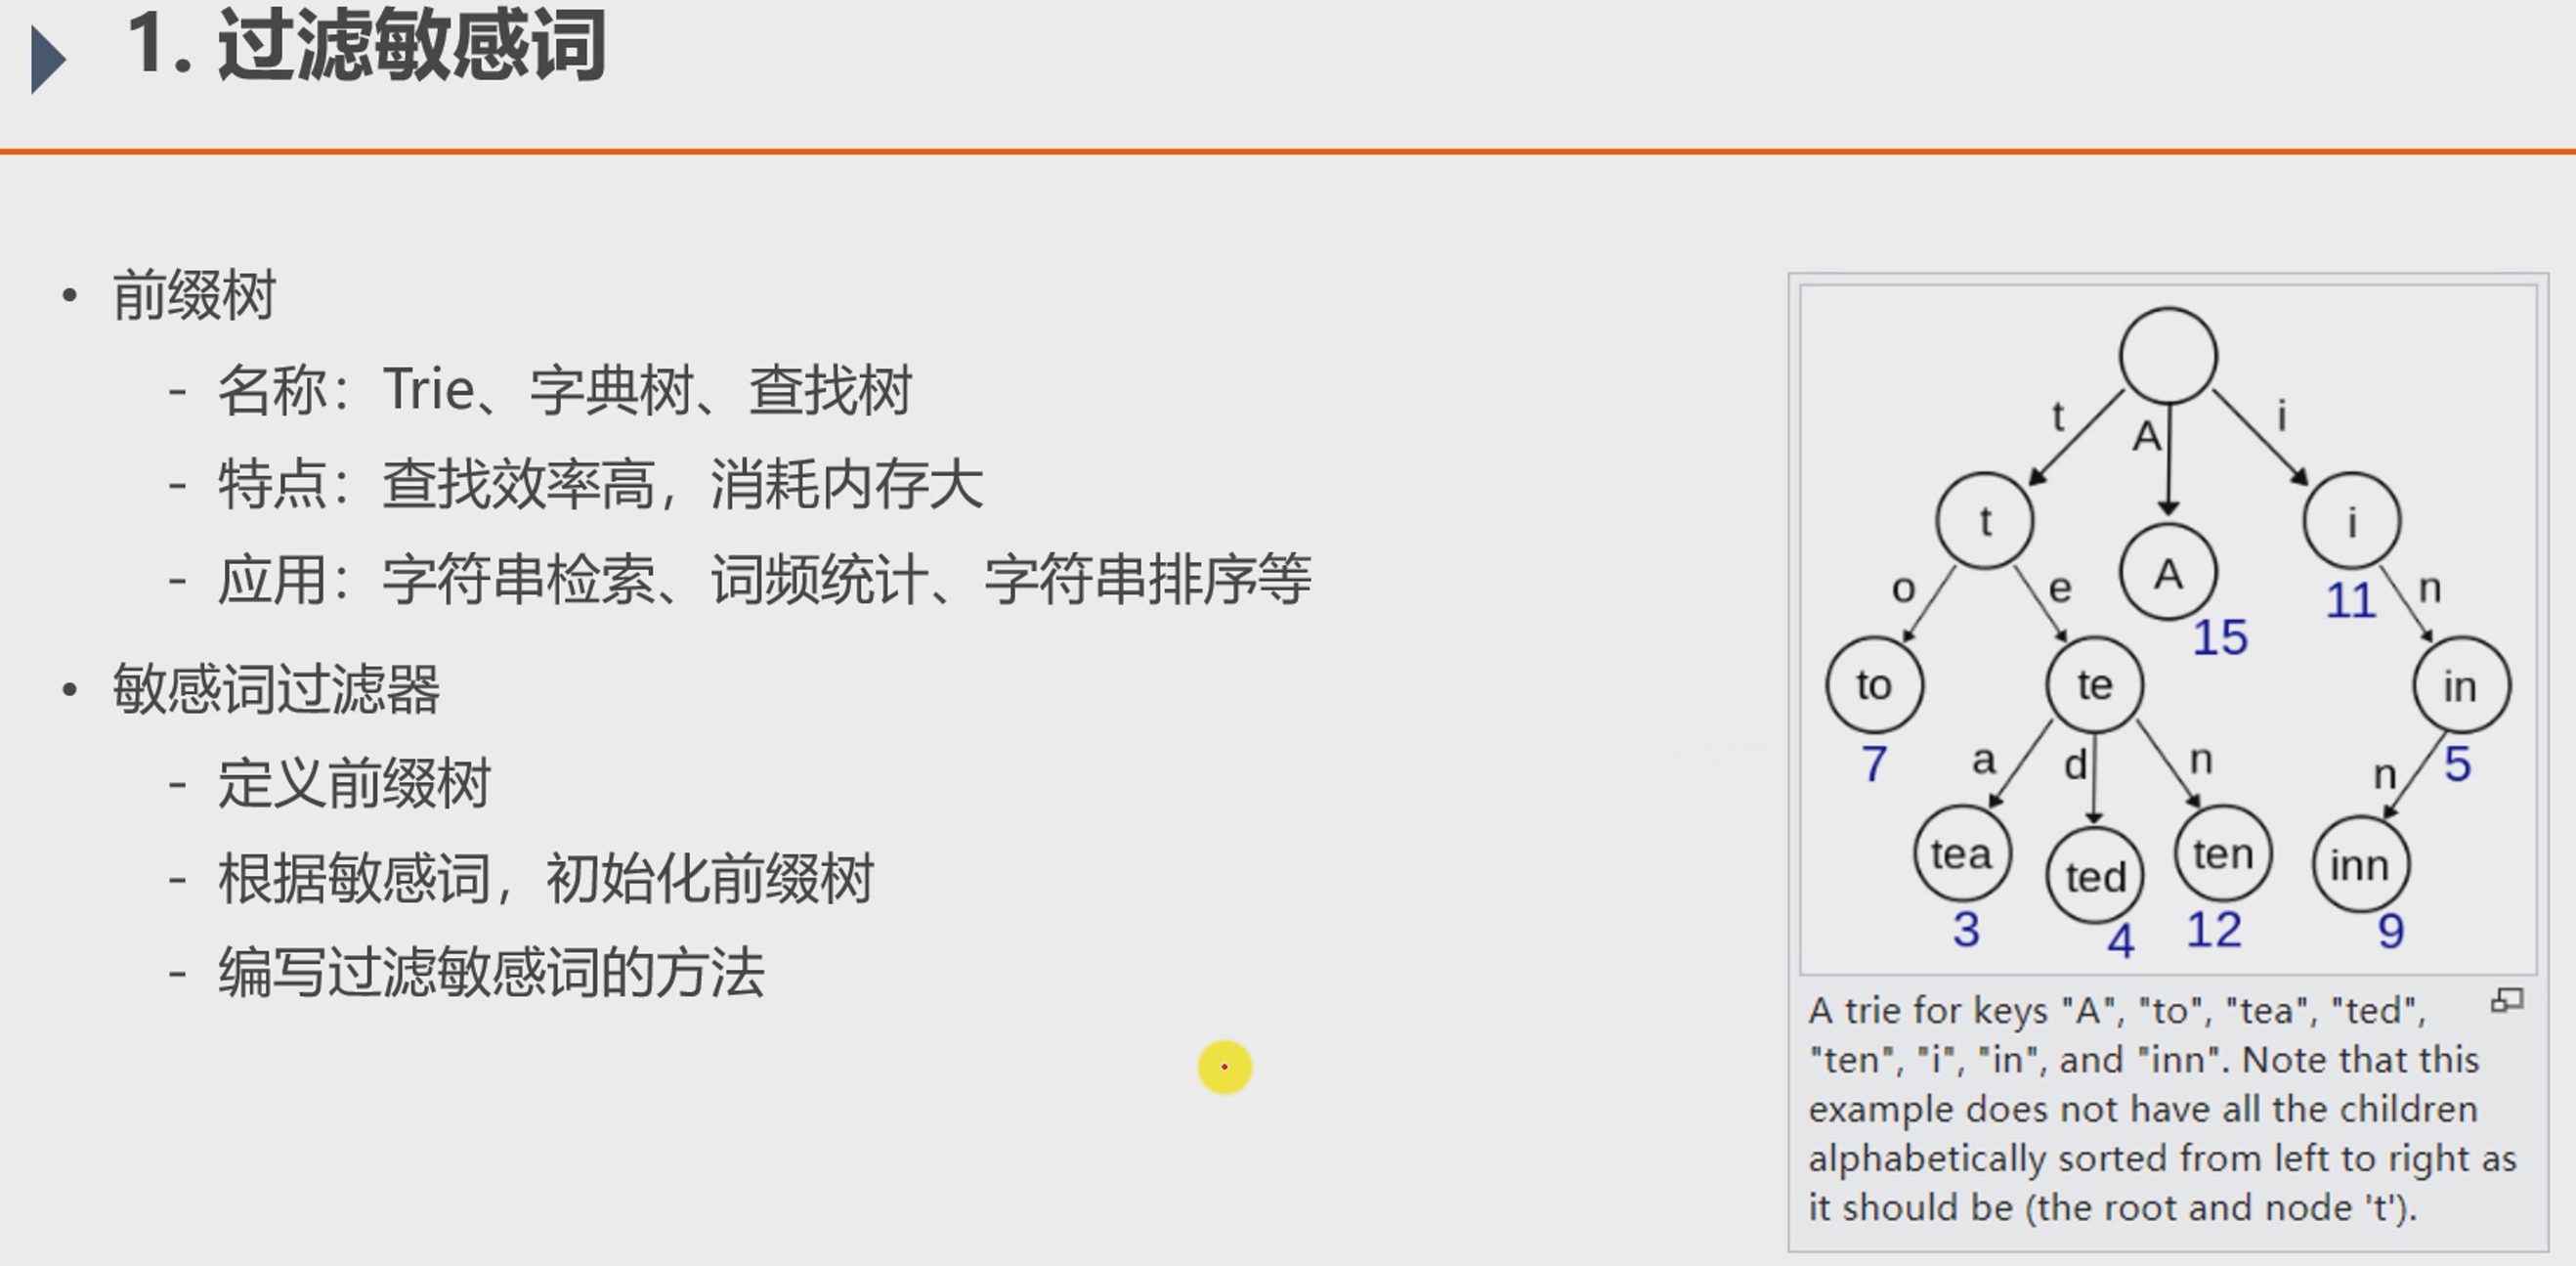 1. 过滤敏感词
• 前缀树
- 名称：Trie、字典树、查找树
- 特点：查找效率高，消耗内存大
- 应用：字符串检索、词频统计、字符串排序等
• 敏感词过滤器
- 定义前缀树
- 根据敏感词，初始化前缀树
- 编写过滤敏感词的方法
t A i
t A i
15 11
o e n
to te in
7 5
a d n n
tea ted ten inn
3 4 12 9
A trie for keys "A", "to", "tea", "ted",
"ten", "i", "in", and "inn". Note that this
example does not have all the children
alphabetically sorted from left to right as
it should be (the root and node 't').